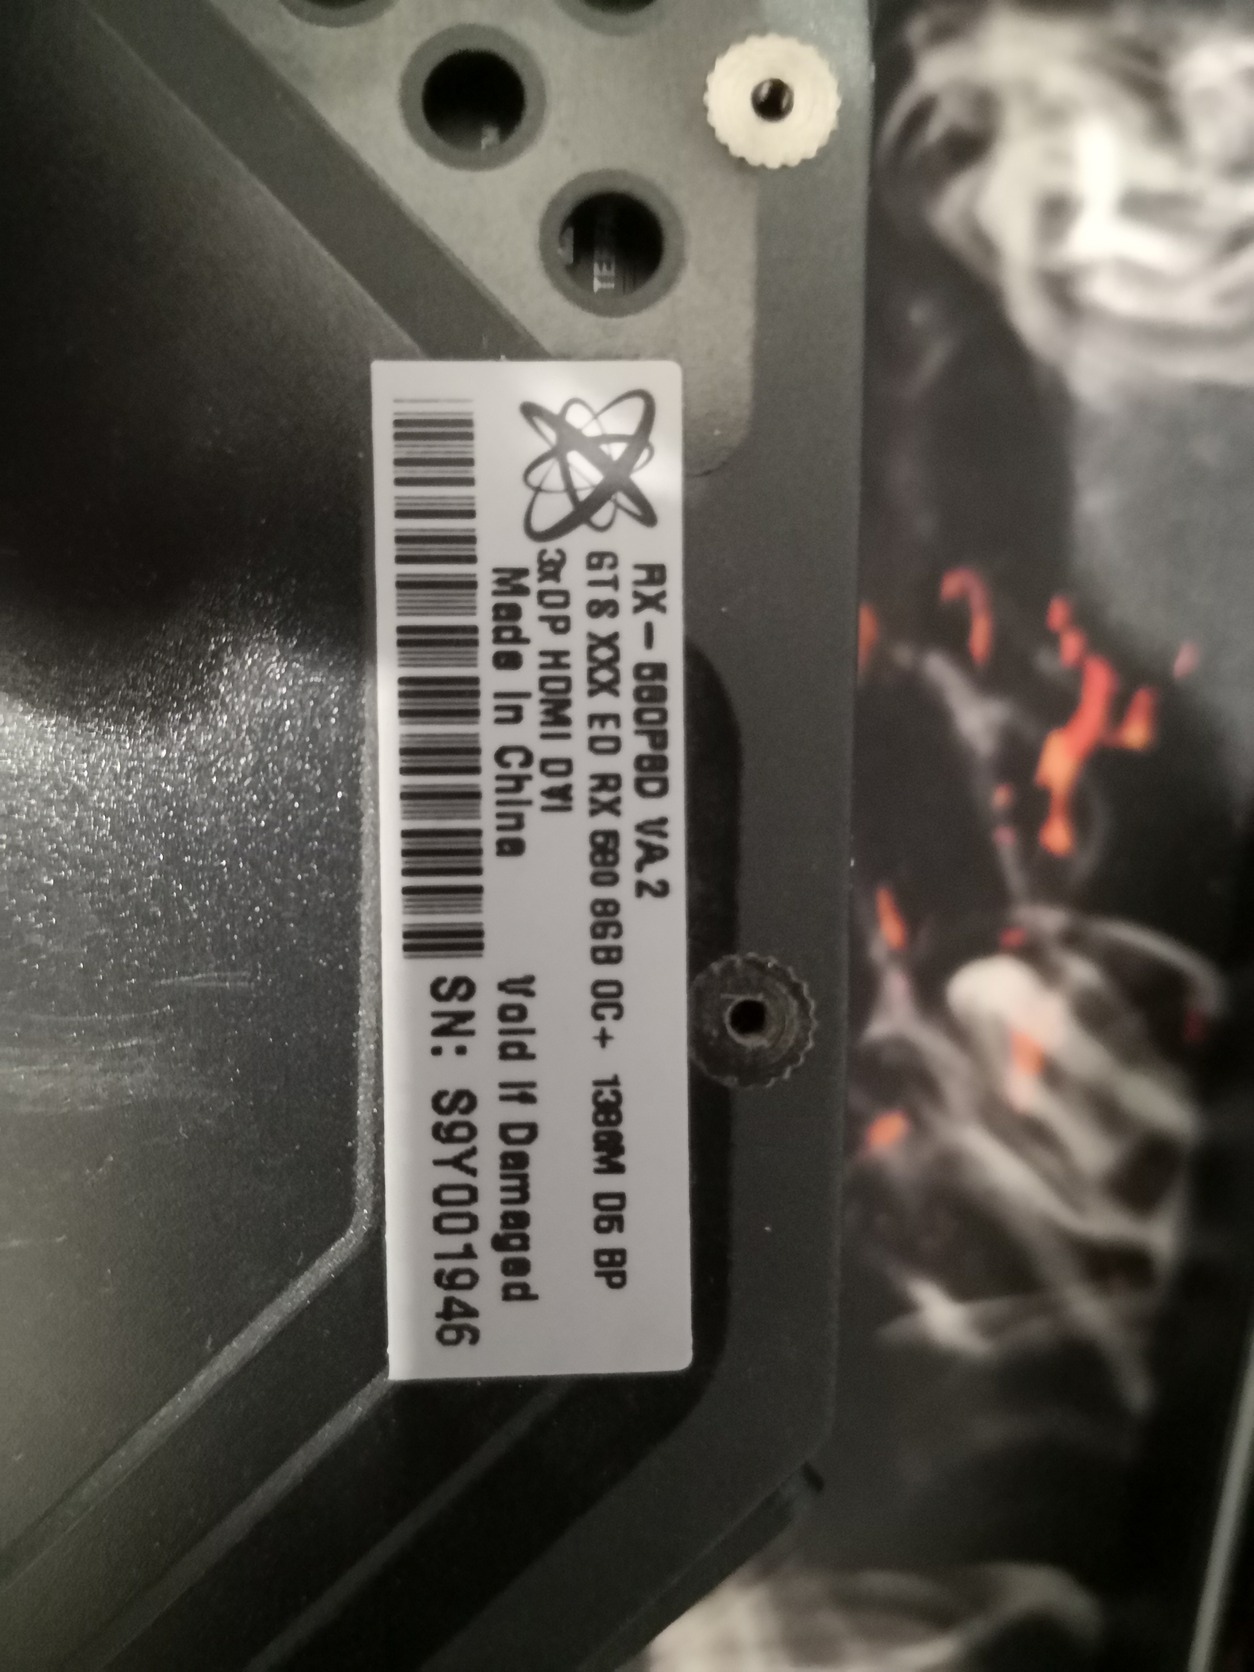 RX-580P8D VA.2
GTS XXX ED RX 580 8GB OC+ 1386M D5 BP
3xDP HDMI DVI
Made In China Void If Damaged
SN: S9Y001946